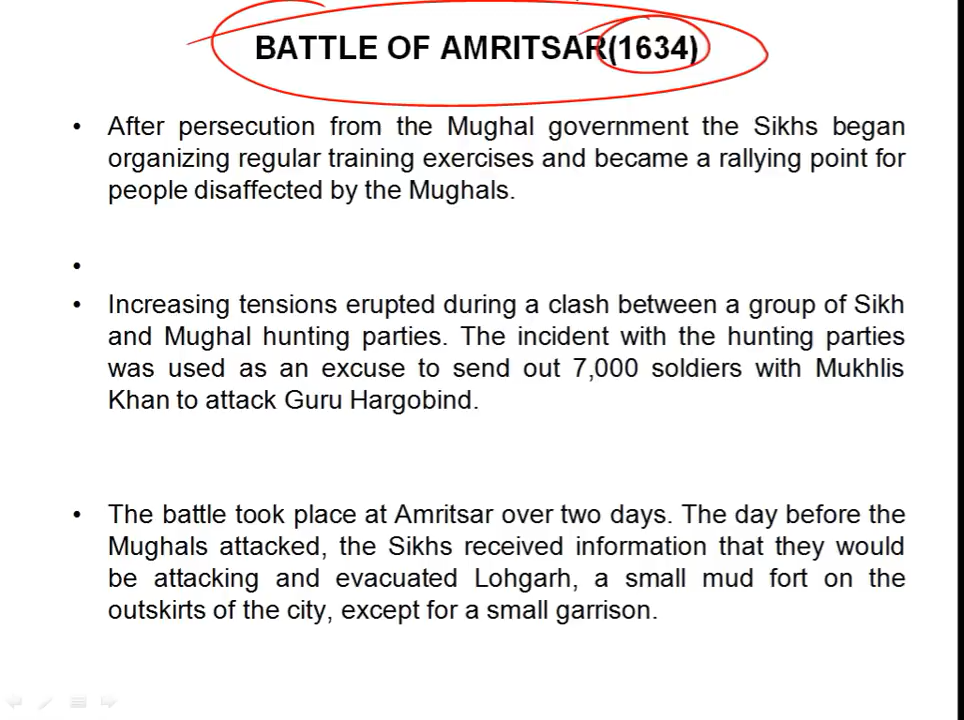 BATTLE OF AMRITSAR(1634)
• After persecution from the Mughal government the Sikhs began
organizing regular training exercises and became a rallying point for
people disaffected by the Mughals.
•
• Increasing tensions erupted during a clash between a group of Sikh
and Mughal hunting parties. The incident with the hunting parties
was used as an excuse to send out 7,000 soldiers with Mukhlis
Khan to attack Guru Hargobind.
• The battle took place at Amritsar over two days. The day before the
Mughals attacked, the Sikhs received information that they would
be attacking and evacuated Lohgarh, a small mud fort on the
outskirts of the city, except for a small garrison.